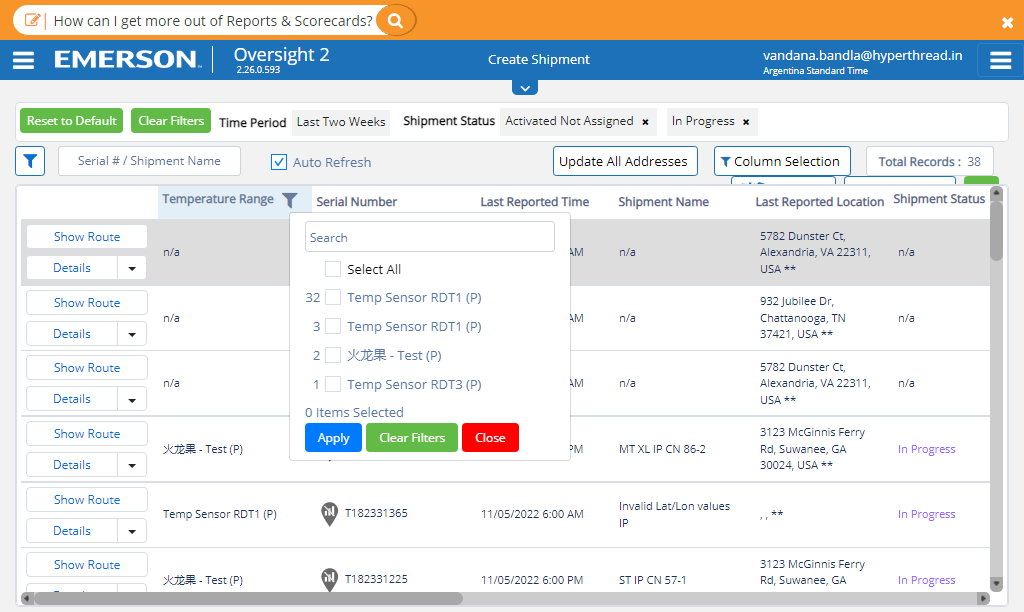 How can I get more out of Reports & Scorecards?
EMERSON
Oversight 2
2.26.0.593
Create Shipment
vandana.bandla@hyperthread.in
Argentina Standard Time
Reset to Default
Clear Filters
Time Period
Last Two Weeks
Shipment Status
Activated Not Assigned ×
In Progress ×
Serial # / Shipment Name
Auto Refresh
Update All Addresses
Column Selection
Total Records : 38
Temperature Range
Serial Number
Last Reported Time
Shipment Name
Last Reported Location
Shipment Status
Search
Select All
32 Temp Sensor RDT1 (P)
3 Temp Sensor RDT1 (P)
2 火龙果 - Test (P)
1 Temp Sensor RDT3 (P)
0 Items Selected
Apply
Clear Filters
Close
Show Route
Details
n/a
AM
n/a
5782 Dunster Ct,
Alexandria, VA 22311,
USA **
n/a
Show Route
Details
n/a
AM
n/a
932 Jubilee Dr,
Chattanooga, TN
37421, USA **
n/a
Show Route
Details
n/a
AM
n/a
5782 Dunster Ct,
Alexandria, VA 22311,
USA **
n/a
Show Route
Details
火龙果 - Test (P)
PM
MT XL IP CN 86-2
3123 McGinnis Ferry
Rd, Suwanee, GA
30024, USA **
In Progress
Show Route
Details
Temp Sensor RDT1 (P)
T182331365
11/05/2022 6:00 AM
Invalid Lat/Lon values
IP
, , **
In Progress
Show Route
火龙果 - Test (P)
T182331225
11/05/2022 6:00 PM
ST IP CN 57-1
3123 McGinnis Ferry
Rd, Suwanee, GA
In Progress